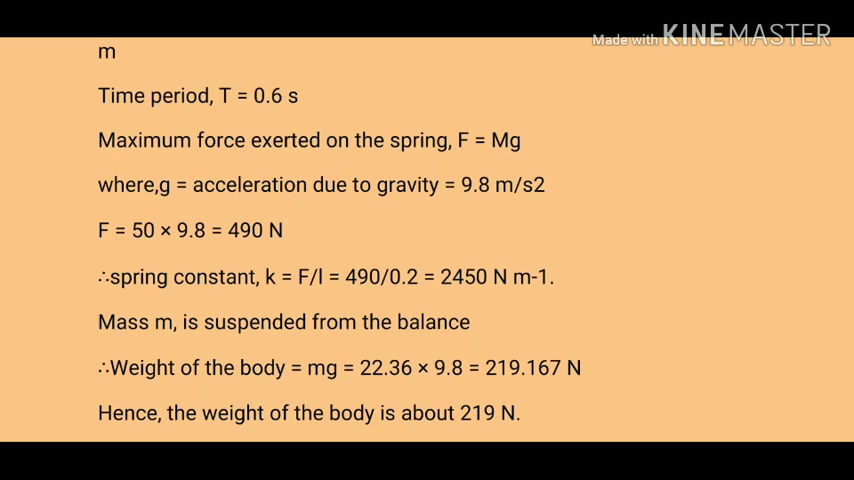 Made with KINEMASTER
m
Time period, T = 0.6 s
Maximum force exerted on the spring, F = Mg
where,g = acceleration due to gravity = 9.8 m/s2
F = 50 × 9.8 = 490 N
∴spring constant, k = F/l = 490/0.2 = 2450 N m-1.
Mass m, is suspended from the balance
∴Weight of the body = mg = 22.36 × 9.8 = 219.167 N
Hence, the weight of the body is about 219 N.